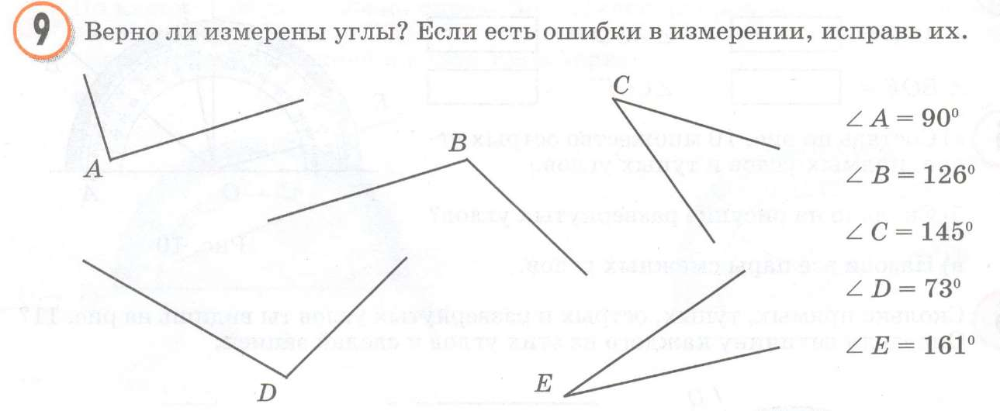 9 Верно ли измерены углы? Если есть ошибки в измерении, исправь их.
A
B
C
D
E
∠ A = 90⁰
∠ B = 126⁰
∠ C = 145⁰
∠ D = 73⁰
∠ E = 161⁰